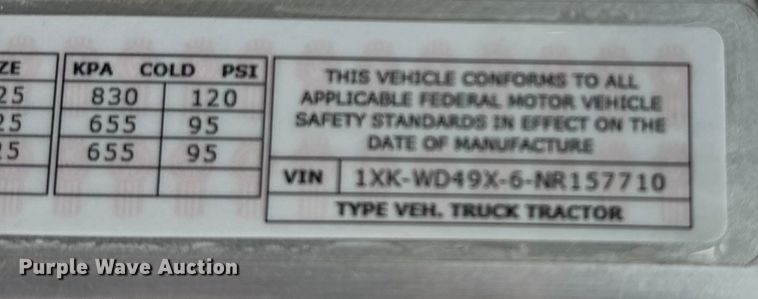 ZE KPA COLD PSI
25 830 120
25 655 95
25 655 95
THIS VEHICLE CONFORMS TO ALL
APPLICABLE FEDERAL MOTOR VEHICLE
SAFETY STANDARDS IN EFFECT ON THE
DATE OF MANUFACTURE
VIN 1XK-WD49X-6-NR157710
TYPE VEH. TRUCK TRACTOR
Purple Wave Auction